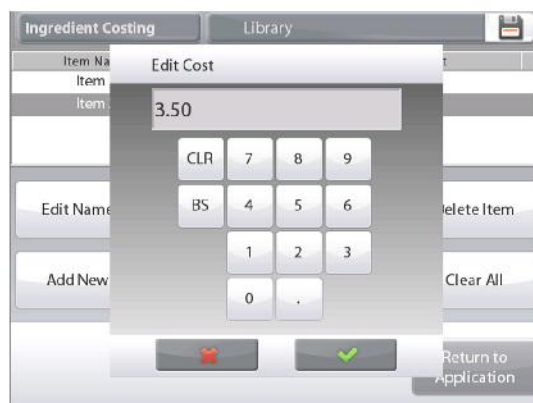 Ingredient Costing
Library
Item Na
Item
Item
Edit Cost
3.50
CLR 7 8 9
BS 4 5 6
1 2 3
0 .
Edit Name
elete Item
Add New
Clear All
Return to
Application